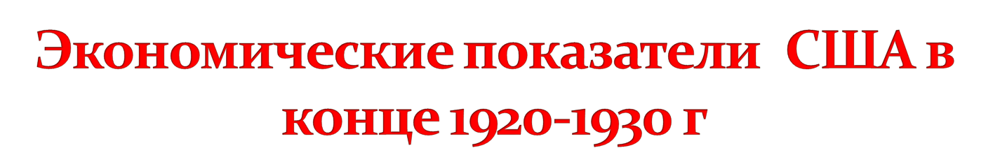 Экономические показатели США в
конце 1920-1930 г